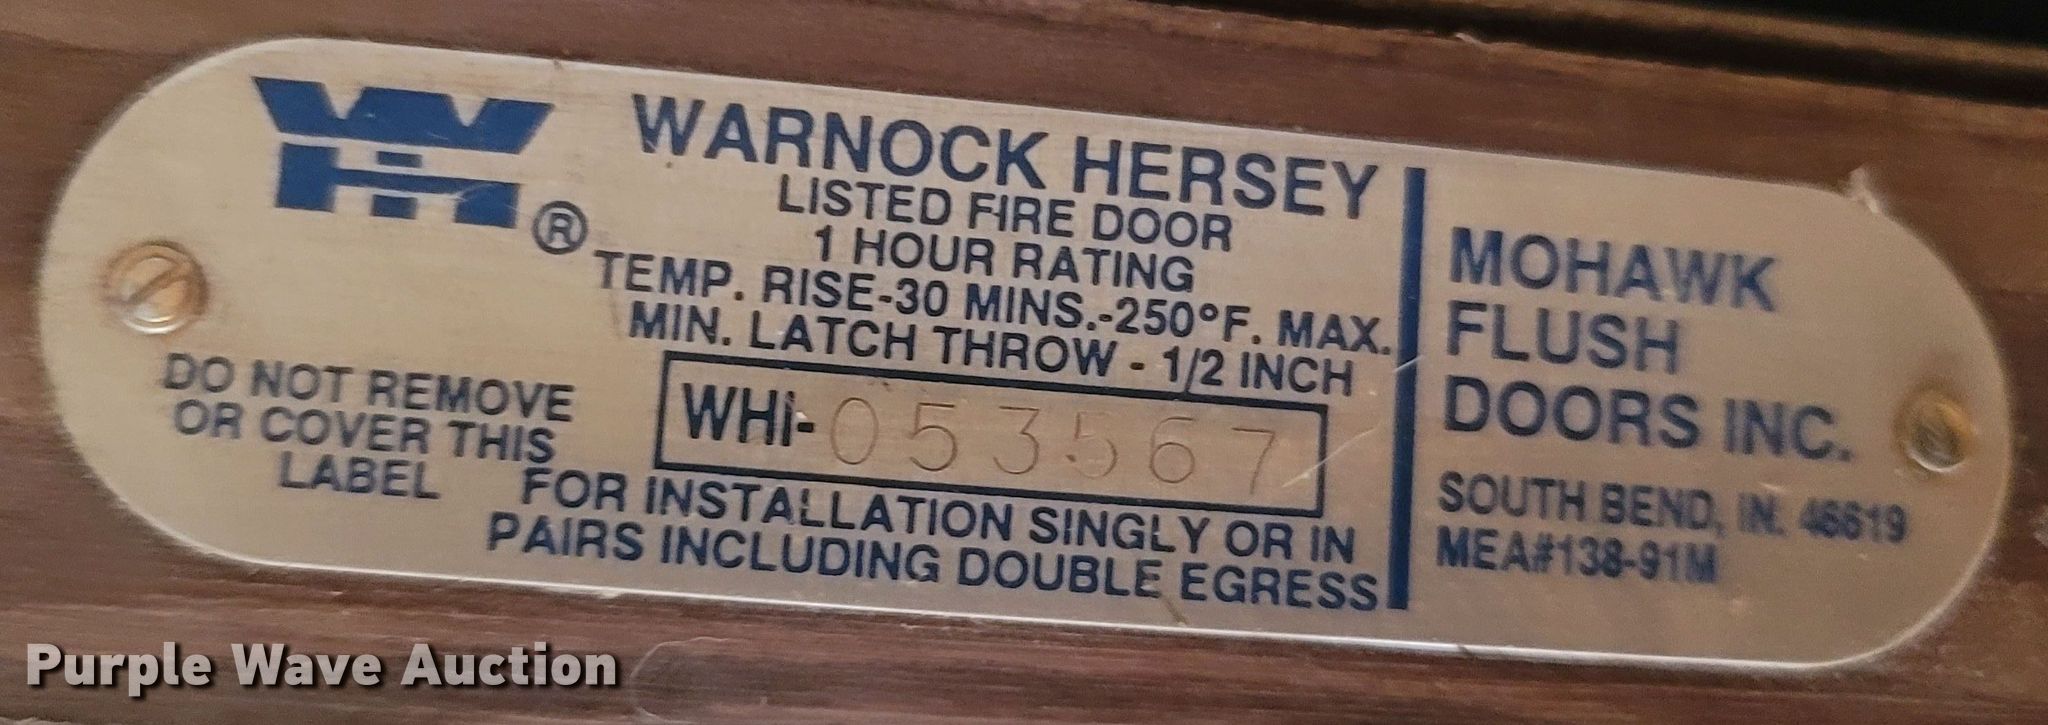 WH®
WARNOCK HERSEY
LISTED FIRE DOOR
1 HOUR RATING
TEMP. RISE-30 MINS.-250°F. MAX.
MIN. LATCH THROW - 1/2 INCH
WHI-053567
DO NOT REMOVE
OR COVER THIS
LABEL
FOR INSTALLATION SINGLY OR IN
PAIRS INCLUDING DOUBLE EGRESS
MOHAWK
FLUSH
DOORS INC.
SOUTH BEND, IN. 46619
MEA#138-91M
Purple Wave Auction